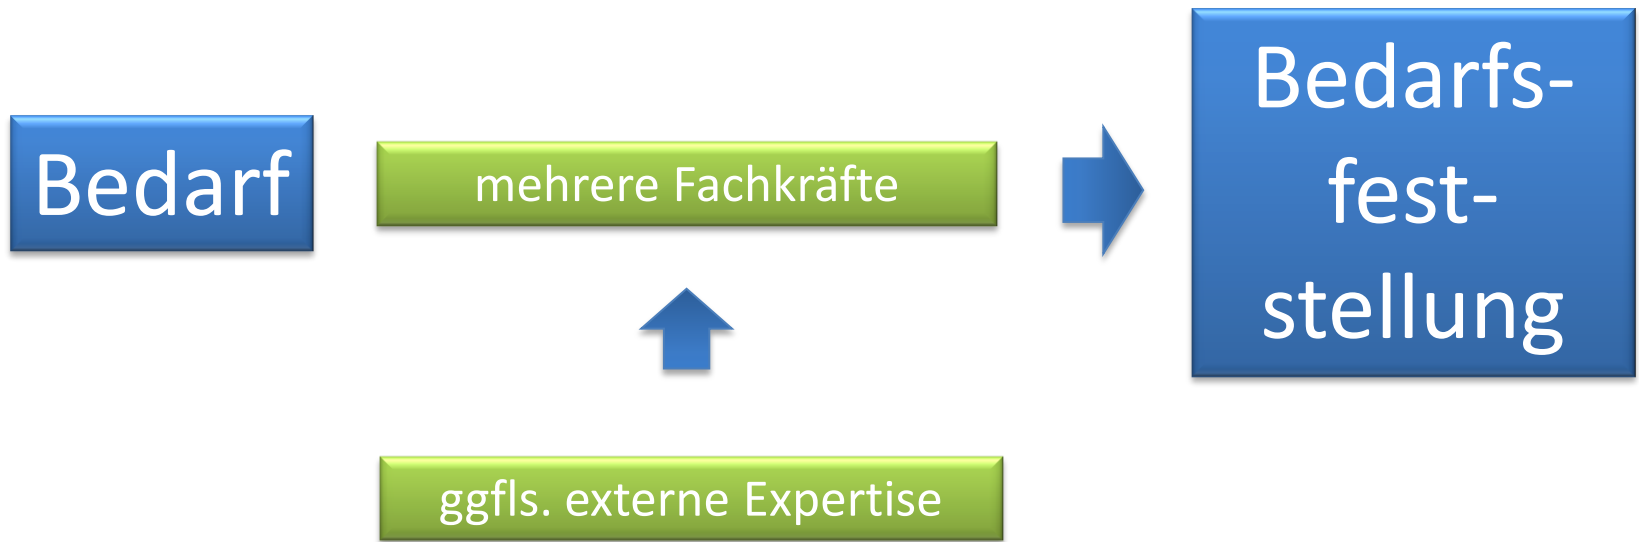 Bedarf
mehrere Fachkräfte
ggfls. externe Expertise
Bedarfs-
fest-
stellung